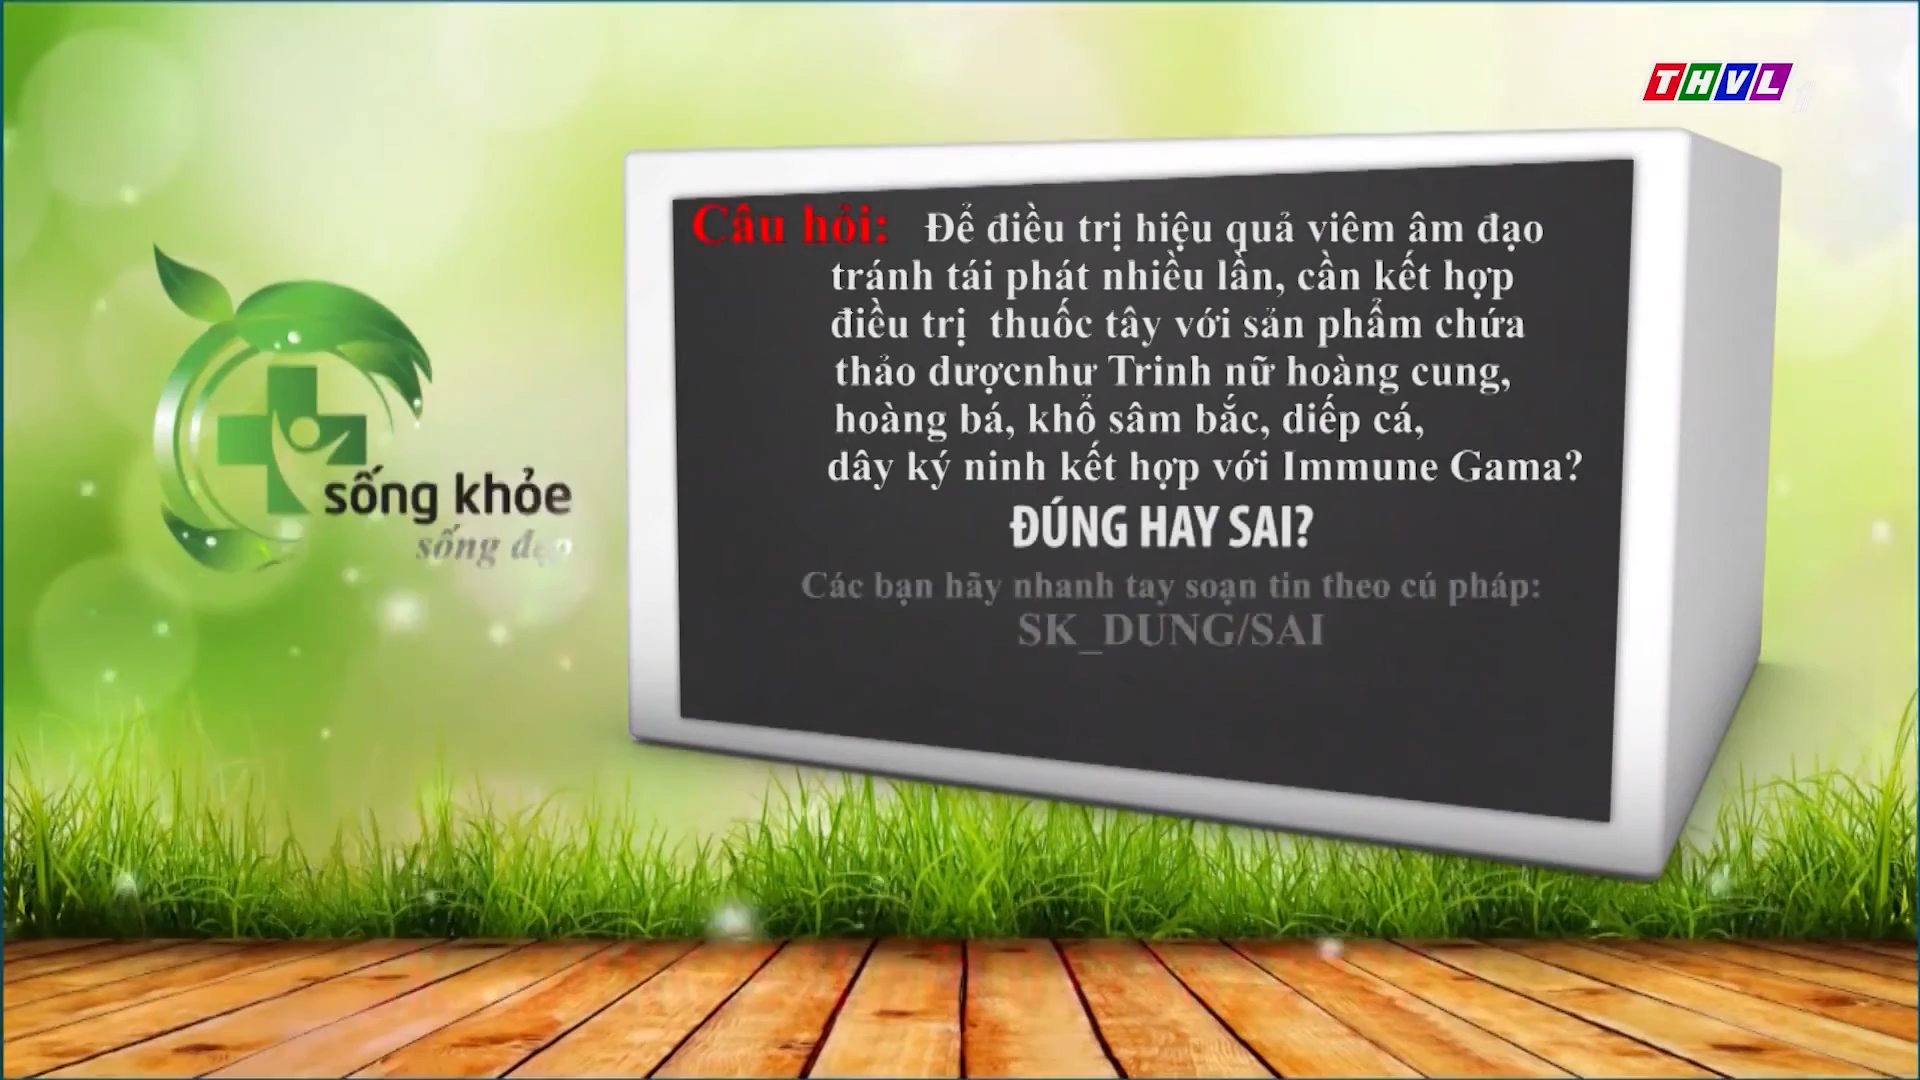 THVL
Câu hỏi: Để điều trị hiệu quả viêm âm đạo
tránh tái phát nhiều lần, cần kết hợp
điều trị thuốc tây với sản phẩm chứa
thảo dượcnhư Trinh nữ hoàng cung,
hoàng bá, khổ sâm bắc, diếp cá,
dây ký ninh kết hợp với Immune Gama?
ĐÚNG HAY SAI?
Các bạn hãy nhanh tay soạn tin theo cú pháp:
SK_DUNG/SAI
sống khỏe
sống đẹp